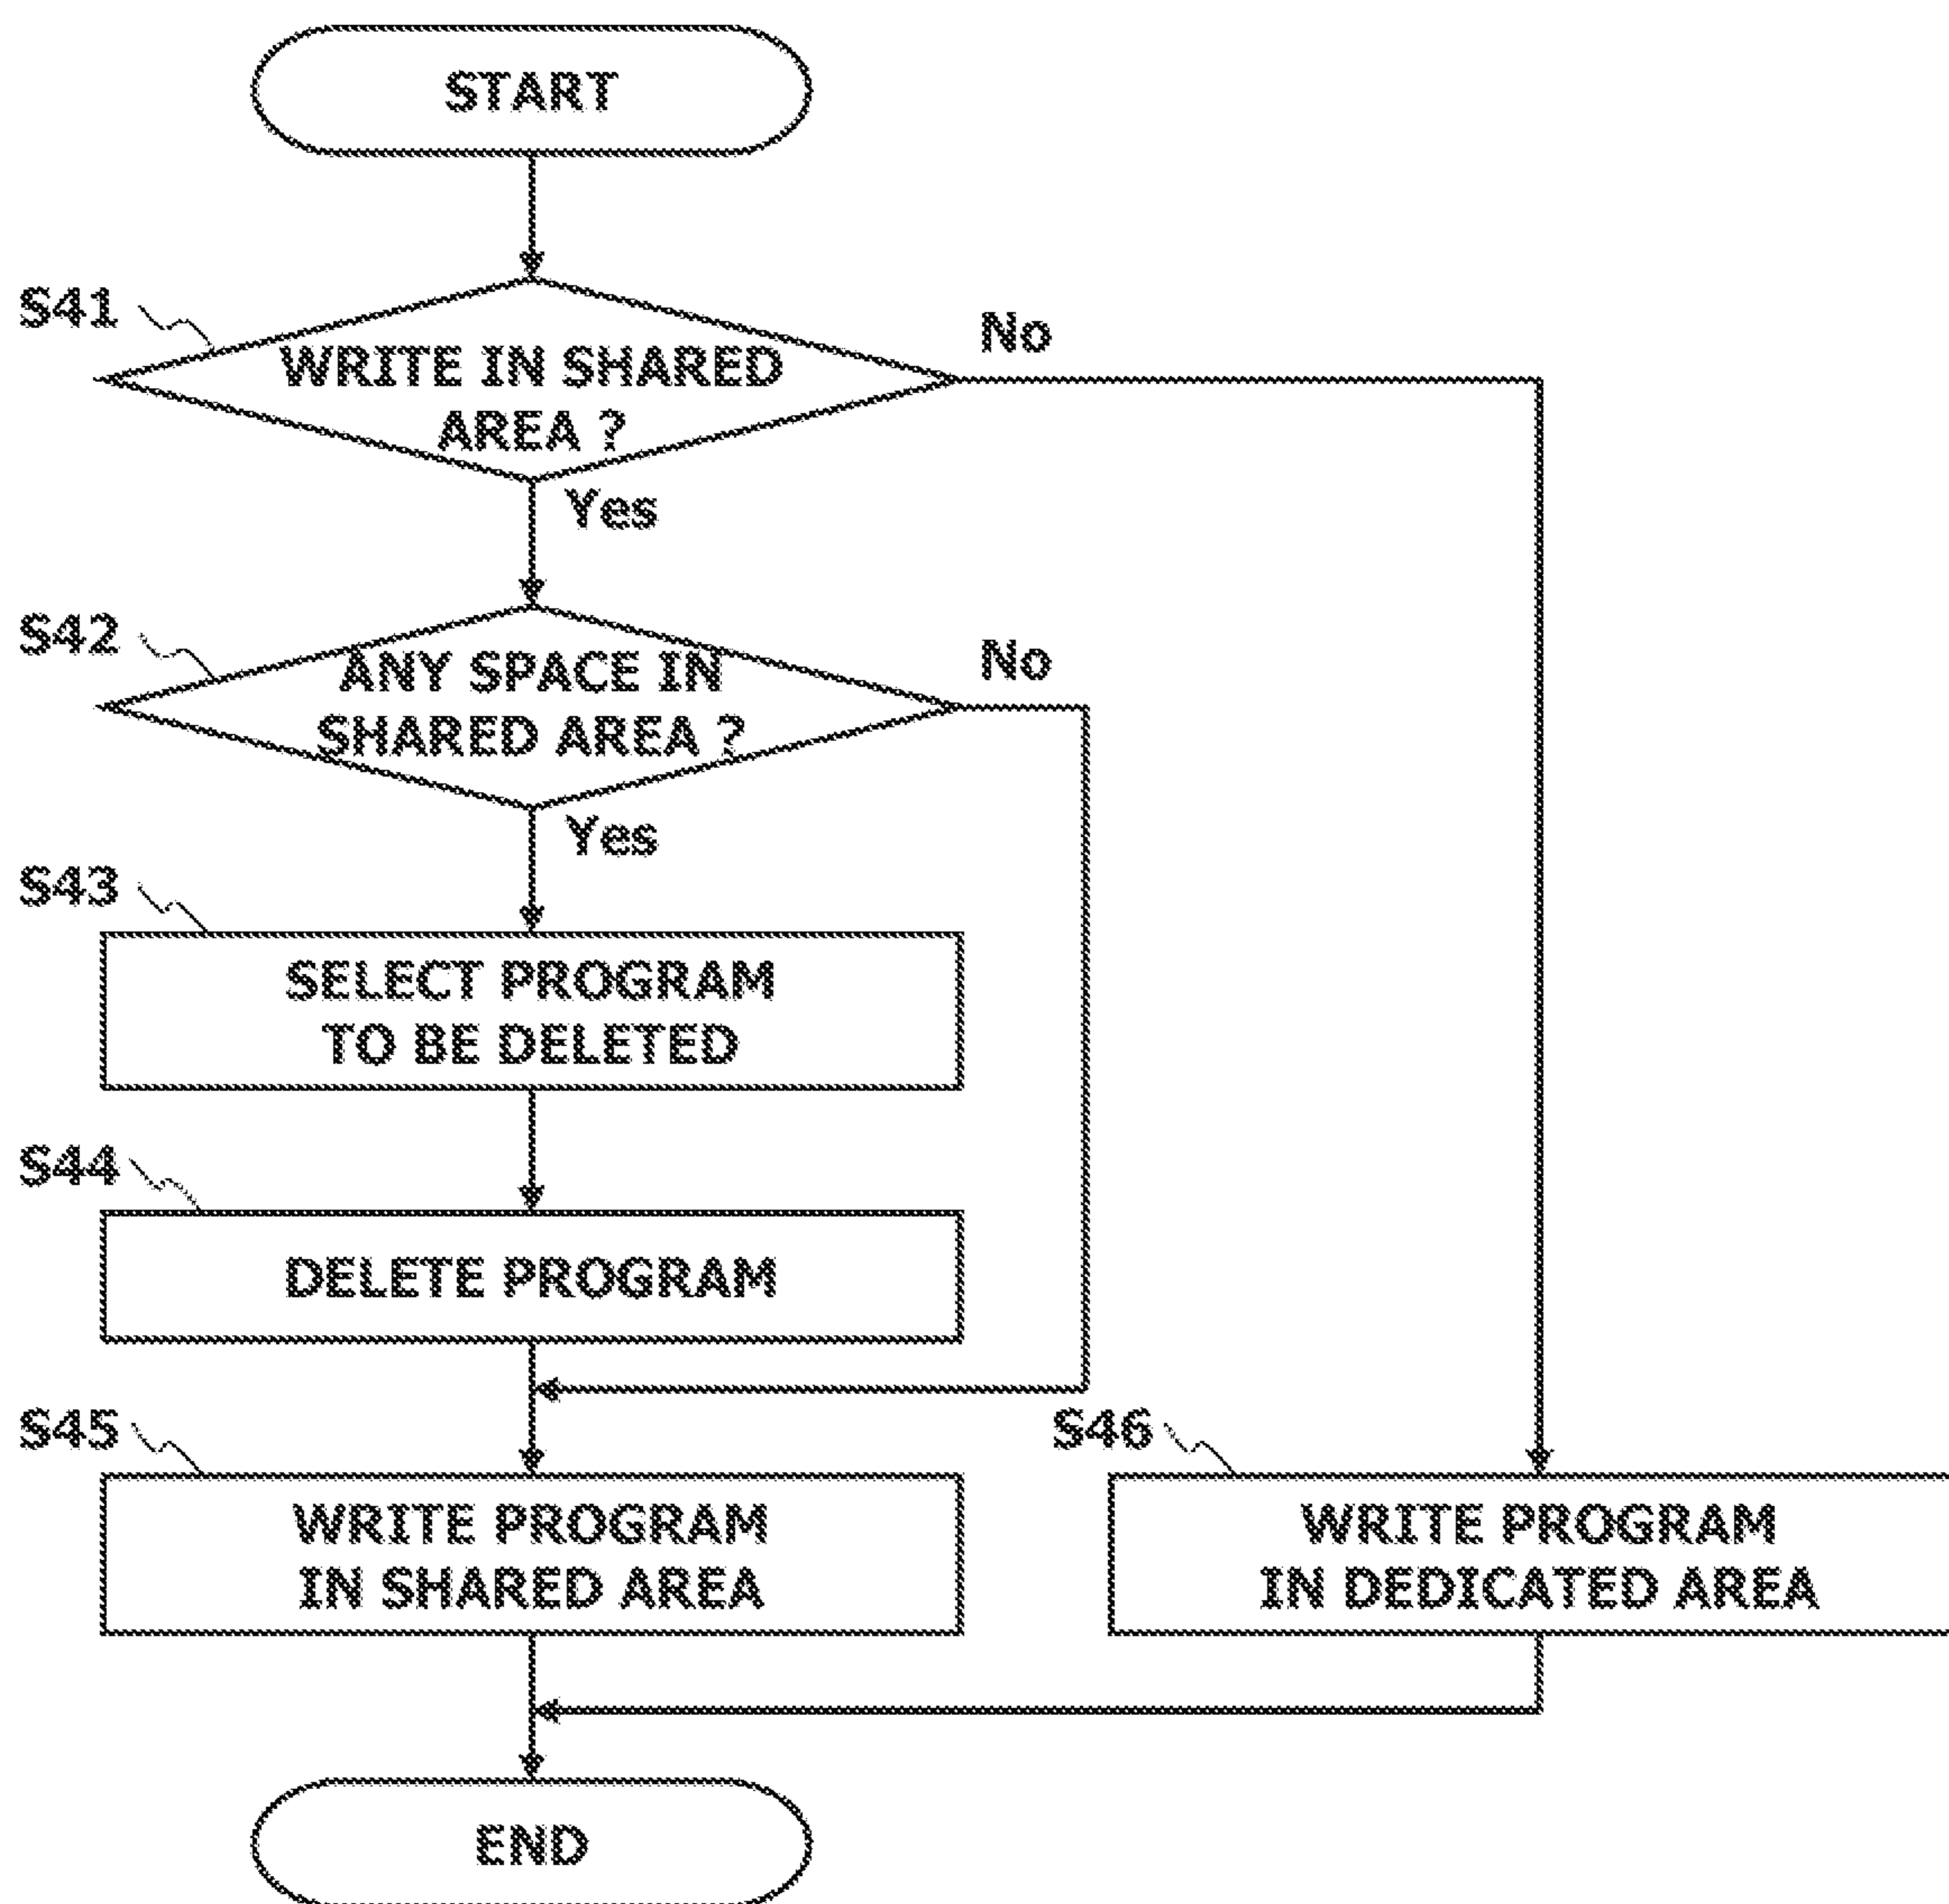 START
S41
WRITE IN SHARED
AREA ?
No
Yes
S42
ANY SPACE IN
SHARED AREA ?
No
Yes
S43
SELECT PROGRAM
TO BE DELETED
S44
DELETE PROGRAM
S45
WRITE PROGRAM
IN SHARED AREA
S46
WRITE PROGRAM
IN DEDICATED AREA
END